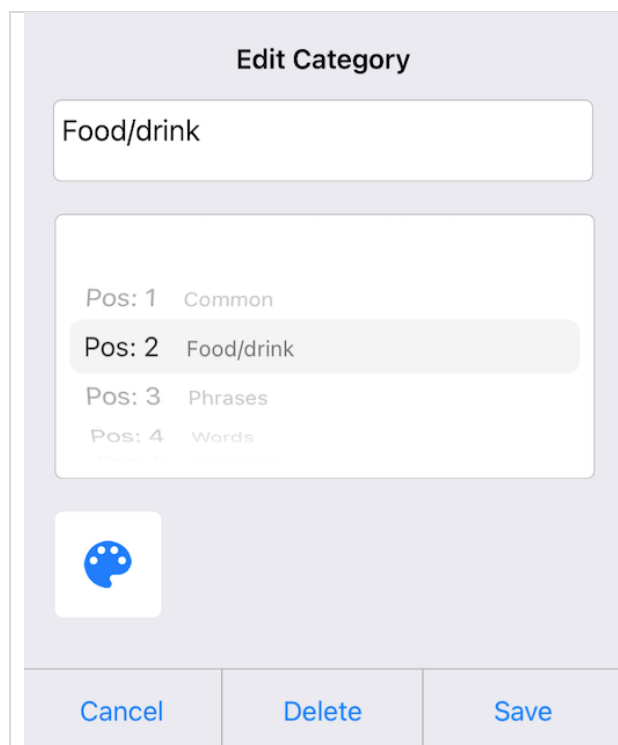 Edit Category
Food/drink
Pos: 1 Common
Pos: 2 Food/drink
Pos: 3 Phrases
Pos: 4 Words
Cancel Delete Save